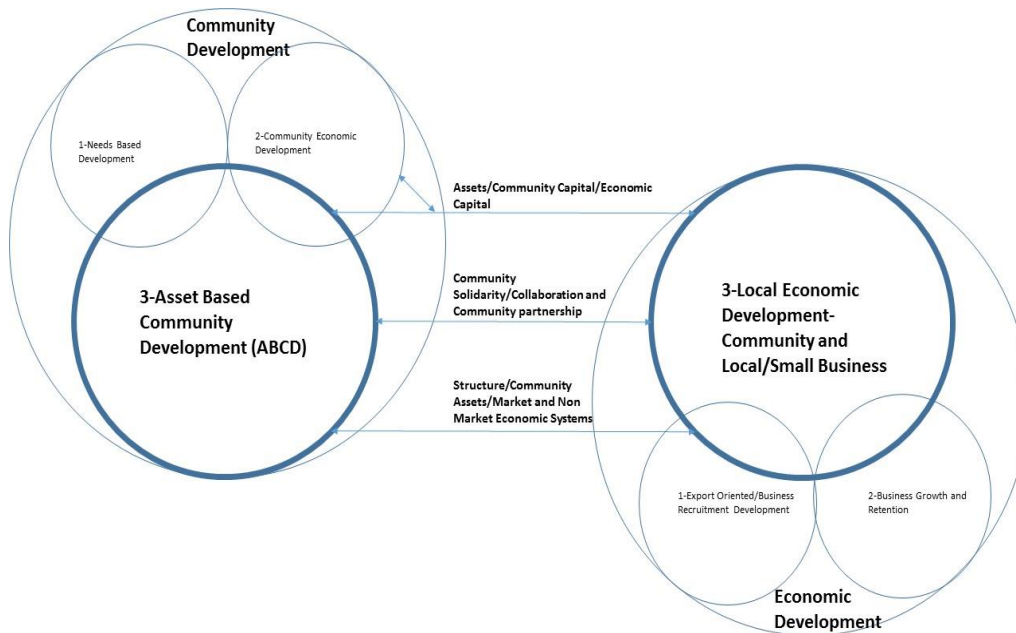 Community
Development
1-Needs Based
Development
2-Community Economic
Development
3-Asset Based
Community
Development (ABCD)
Assets/Community Capital/Economic
Capital
Community
Solidarity/Collaboration and
Community partnership
Structure/Community
Assets/Market and Non
Market Economic Systems
3-Local Economic
Development-
Community and
Local/Small Business
1-Export Oriented/Business
Recruitment Development
2-Business Growth and
Retention
Economic
Development